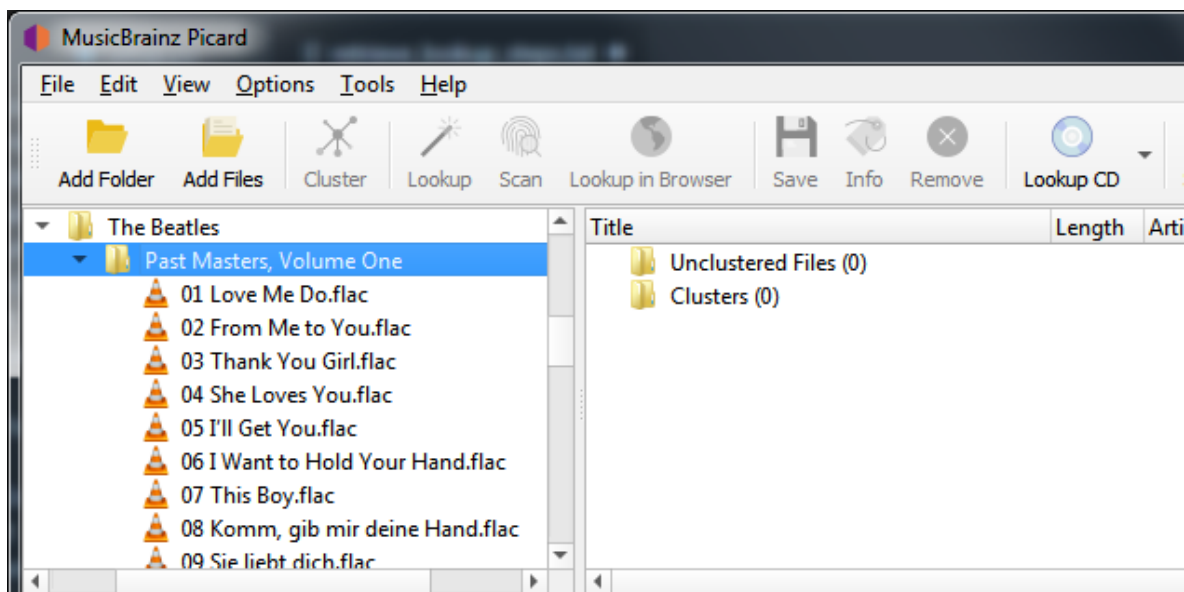 MusicBrainz Picard
File Edit View Options Tools Help
Add Folder Add Files Cluster Lookup Scan Lookup in Browser Save Info Remove Lookup CD
The Beatles
Past Masters, Volume One
01 Love Me Do.flac
02 From Me to You.flac
03 Thank You Girl.flac
04 She Loves You.flac
05 I'll Get You.flac
06 I Want to Hold Your Hand.flac
07 This Boy.flac
08 Komm, gib mir deine Hand.flac
09 Sie liebt dich.flac
Title Length Arti
Unclustered Files (0)
Clusters (0)